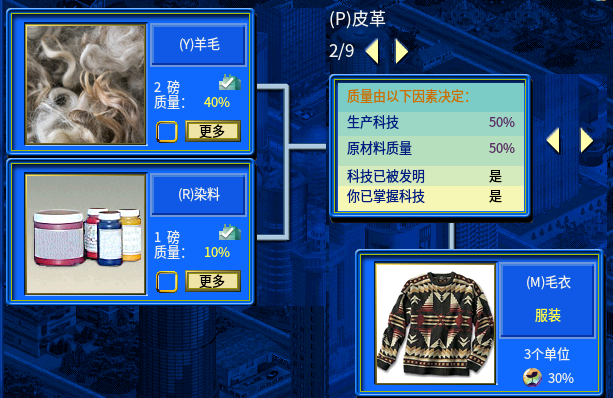 (Y)羊毛
2 磅
质量: 40%
更多
(R)染料
1 磅
质量: 10%
更多
(P)皮革
2/9
质量由以下因素决定:
生产科技 50%
原材料质量 50%
科技已被发明 是
你已掌握科技 是
(M)毛衣
服装
3个单位
30%